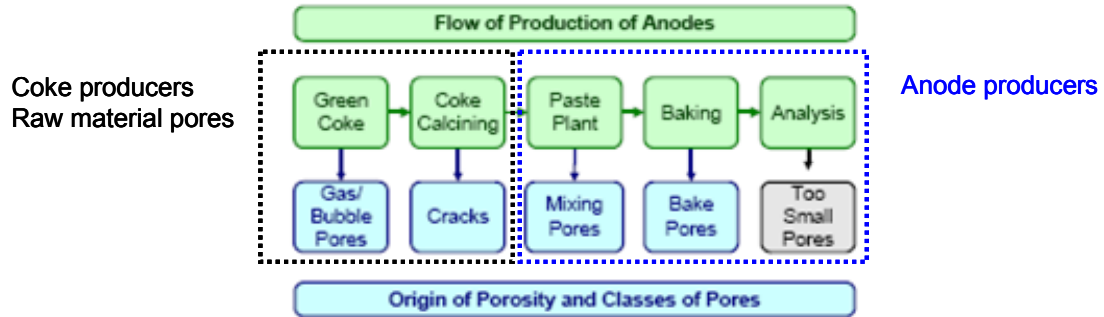 Flow of Production of Anodes
Coke producers
Raw material pores
Anode producers
Green
Coke
Coke
Calcining
Paste
Plant
Baking
Analysis
Gas/
Bubble
Pores
Cracks
Mixing
Pores
Bake
Pores
Too
Small
Pores
Origin of Porosity and Classes of Pores